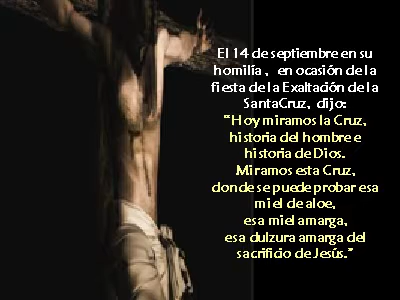 El 14 de septiembre en su
homilía , en ocasión de la
fiesta de la Exaltación de la
SantaCruz, dijo:
“Hoy miramos la Cruz,
historia del hombre e
historia de Dios.
Miramos esta Cruz,
donde se puede probar esa
miel de aloe,
esa miel amarga,
esa dulzura amarga del
sacrificio de Jesús.”